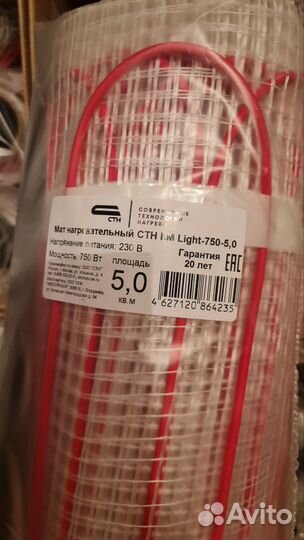 СТН
СОВРЕМЕННЫЕ
ТЕХНОЛОГИИ
НАГРЕВА
Мат нагревательный СТН КМ Light-750-5,0
Напряжение питания: 230 В
Мощность: 750 Вт
площадь
5,0
КВ.М
Гарантия
20 лет
EAC
4 627120 864235
Avito